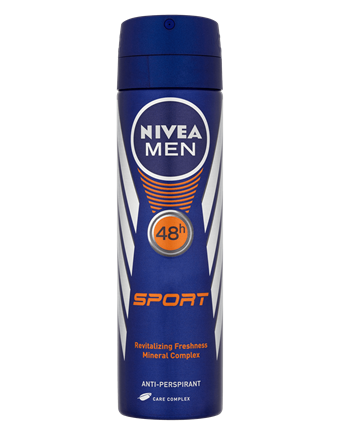 NIVEA
MEN
48h
SPORT
Revitalizing Freshness
Mineral Complex
ANTI-PERSPIRANT
CARE COMPLEX